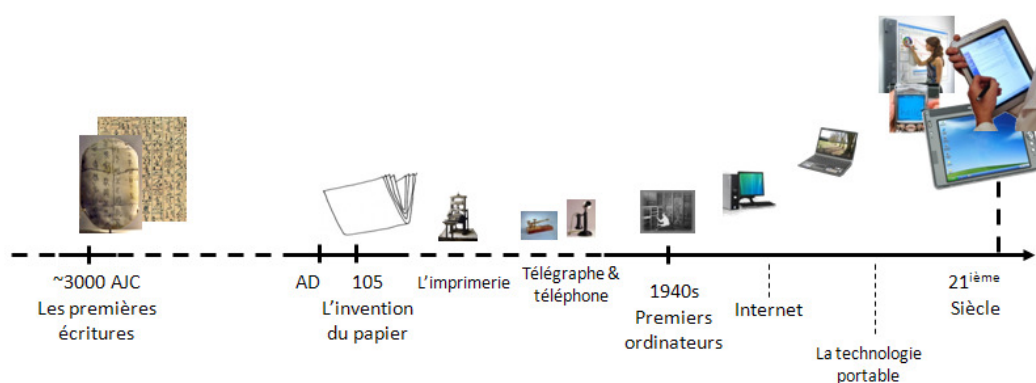 ~3000 AJC
Les premières
écritures
AD
105
L'invention
du papier
L'imprimerie
Télégraphe &
téléphone
1940s
Premiers
ordinateurs
Internet
La technologie
portable
21ième
Siècle